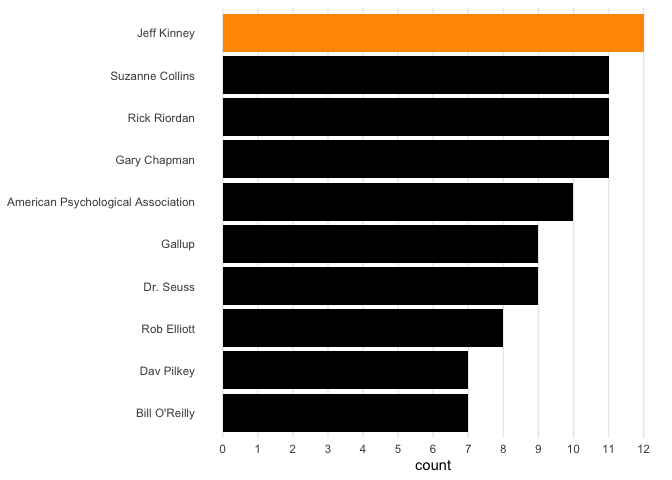 Jeff Kinney
Suzanne Collins
Rick Riordan
Gary Chapman
American Psychological Association
Gallup
Dr. Seuss
Rob Elliott
Dav Pilkey
Bill O'Reilly
0 1 2 3 4 5 6 7 8 9 10 11 12
count